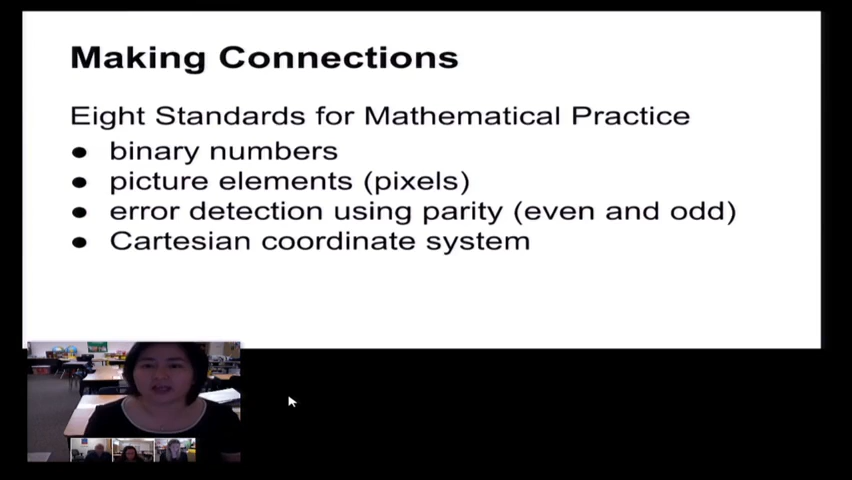 Making Connections
Eight Standards for Mathematical Practice
● binary numbers
● picture elements (pixels)
● error detection using parity (even and odd)
● Cartesian coordinate system